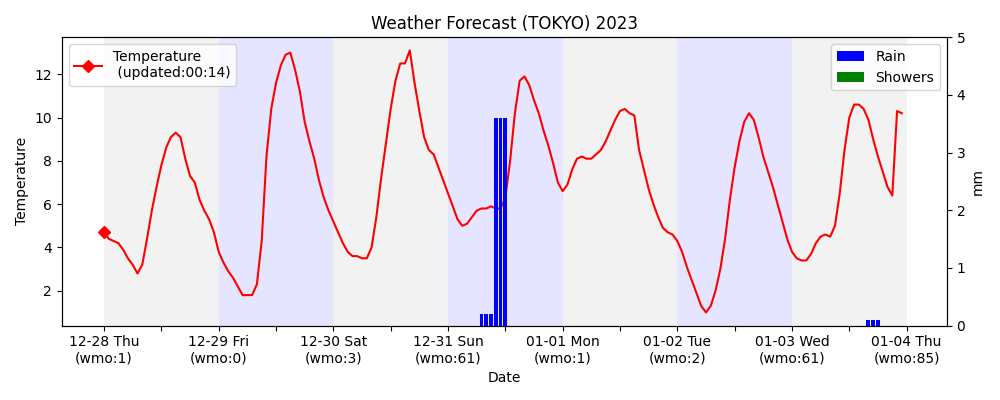 Weather Forecast (TOKYO) 2023
Temperature
(updated:00:14)
Rain
Showers
Temperature
12
10
8
6
4
2
5
4
3
2
1
0
mm
12-28 Thu
(wmo:1)
12-29 Fri
(wmo:0)
12-30 Sat
(wmo:3)
12-31 Sun
(wmo:61)
01-01 Mon
(wmo:1)
01-02 Tue
(wmo:2)
01-03 Wed
(wmo:61)
01-04 Thu
(wmo:85)
Date